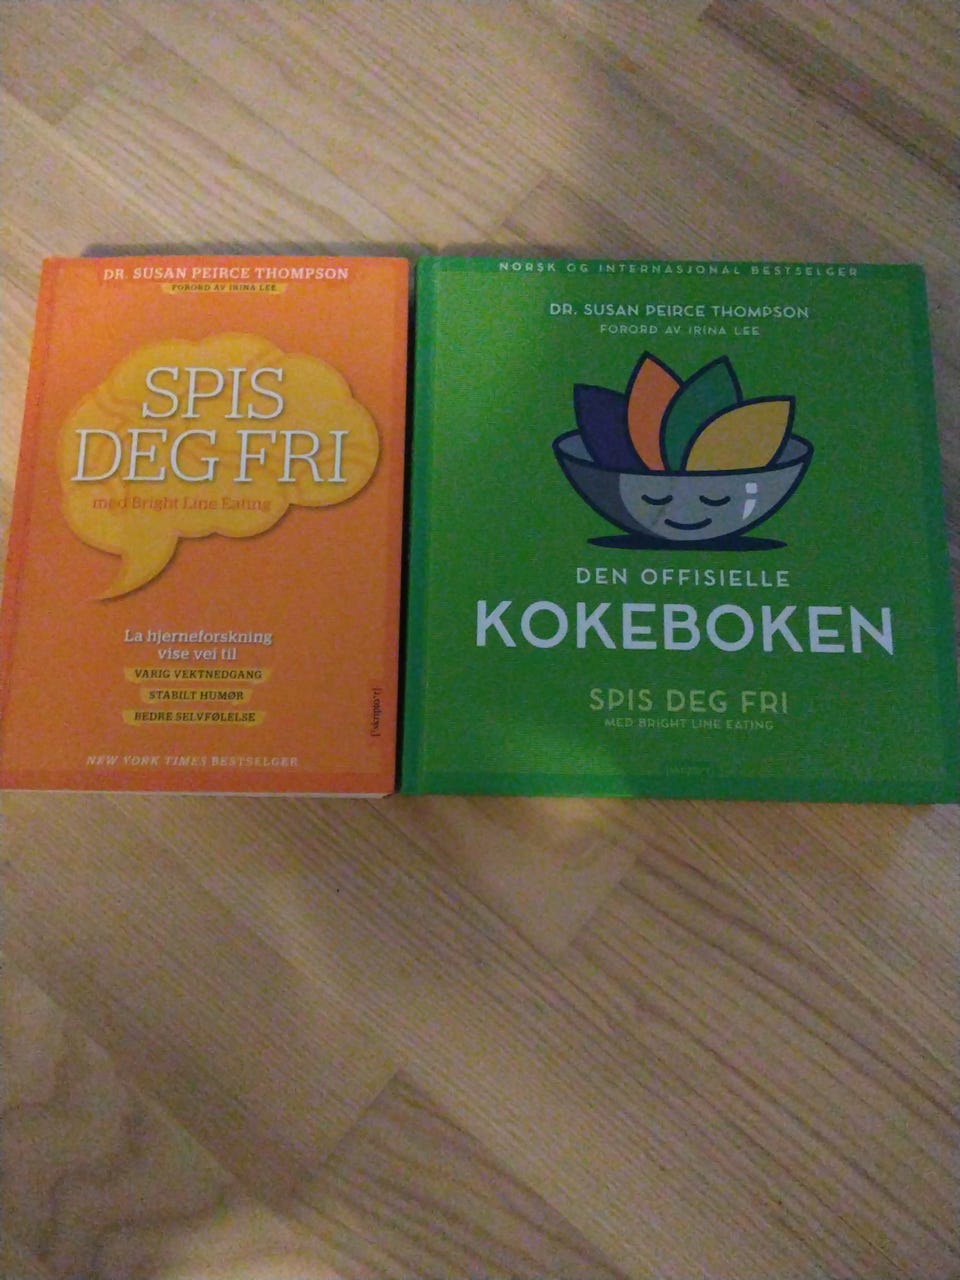 DR. SUSAN PEIRCE THOMPSON
FORORD AV IRINA LEE
SPIS
DEG FRI
med Bright Line Eating
La hjerneforskning
vise vei til
VARIG VEKTNEDGANG
STABILT HUMØR
BEDRE SELVFØLELSE
NEW YORK TIMES BESTSELGER
NORSK OG INTERNASJONAL BESTSELGER
DR. SUSAN PEIRCE THOMPSON
FORORD AV IRINA LEE
DEN OFFISIELLE
KOKEBOKEN
SPIS DEG FRI
MED BRIGHT LINE EATING